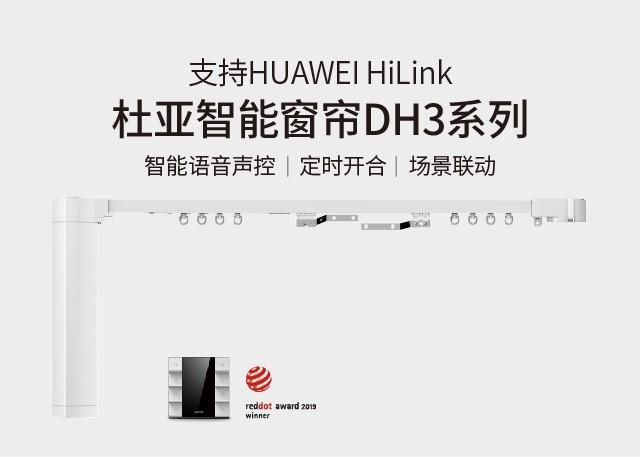 支持HUAWEI HiLink
杜亚智能窗帘DH3系列
智能语音声控 | 定时开合 | 场景联动
reddot award 2019
winner